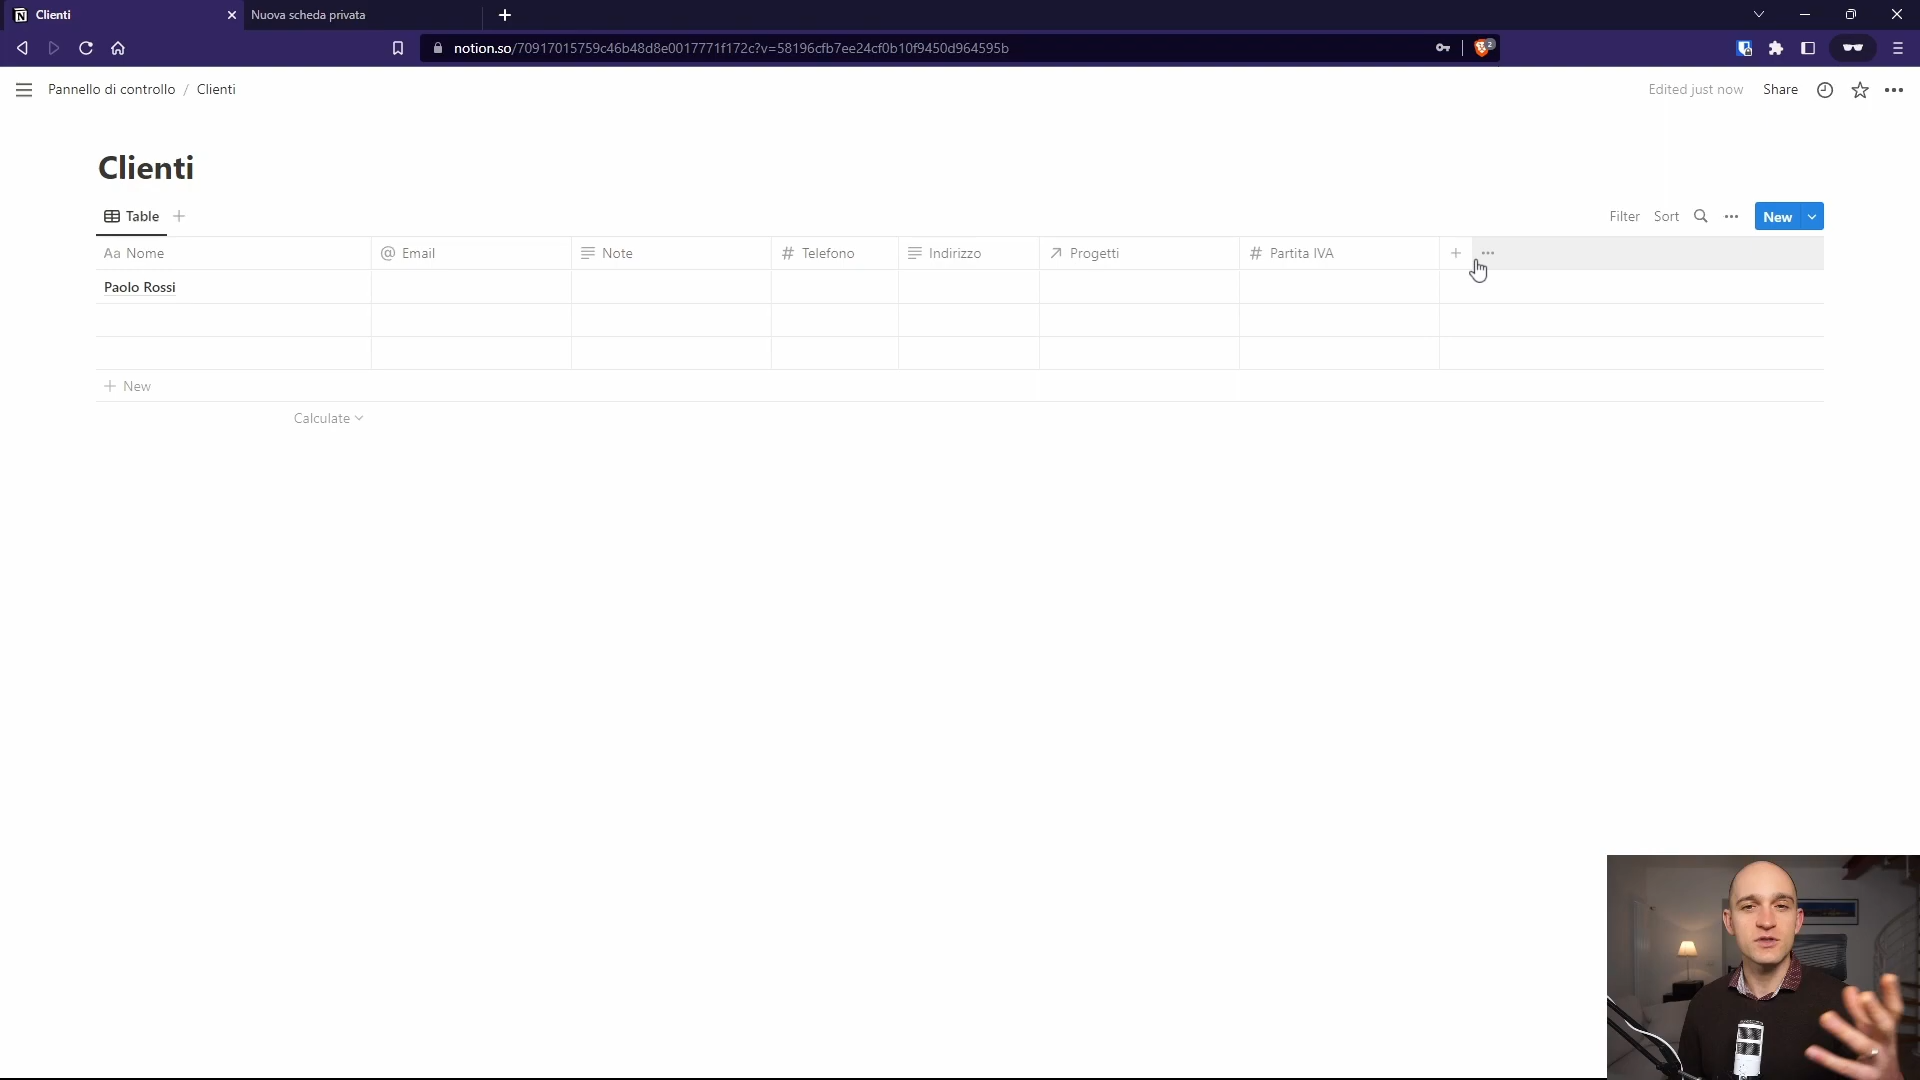 Clienti
Nuova scheda privata
notion.so/70917015759c46b48d8e0017771f172c?v=58196cfb7ee24cf0b10f9450d964595b
2
Pannello di controllo / Clienti
Edited just now
Share
Clienti
Table
Filter
Sort
New
Aa Nome
@ Email
Note
# Telefono
Indirizzo
Progetti
# Partita IVA
Paolo Rossi
+ New
Calculate